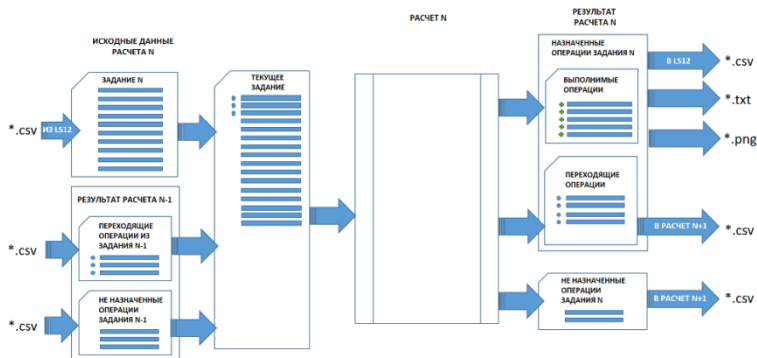 ИСХОДНЫЕ ДАННЫЕ
РАСЧЕТА N
*.csv
ИЗ LS12
ЗАДАНИЕ N
РЕЗУЛЬТАТ РАСЧЕТА N-1
*.csv
ПЕРЕХОДЯЩИЕ
ОПЕРАЦИИ ИЗ
ЗАДАНИЯ N-1
*.csv
НЕ НАЗНАЧЕННЫЕ
ОПЕРАЦИИ
ЗАДАНИЯ N-1
ТЕКУЩЕЕ
ЗАДАНИЕ
РАСЧЕТ N
РЕЗУЛЬТАТ
РАСЧЕТА N
НАЗНАЧЕННЫЕ
ОПЕРАЦИИ ЗАДАНИЯ N
ВЫПОЛНИМЫЕ
ОПЕРАЦИИ
В LS12
*.csv
*.txt
*.png
ПЕРЕХОДЯЩИЕ
ОПЕРАЦИИ
В РАСЧЕТ N+1
*.csv
НЕ НАЗНАЧЕННЫЕ
ОПЕРАЦИИ
ЗАДАНИЯ N
В РАСЧЕТ N+1
*.csv